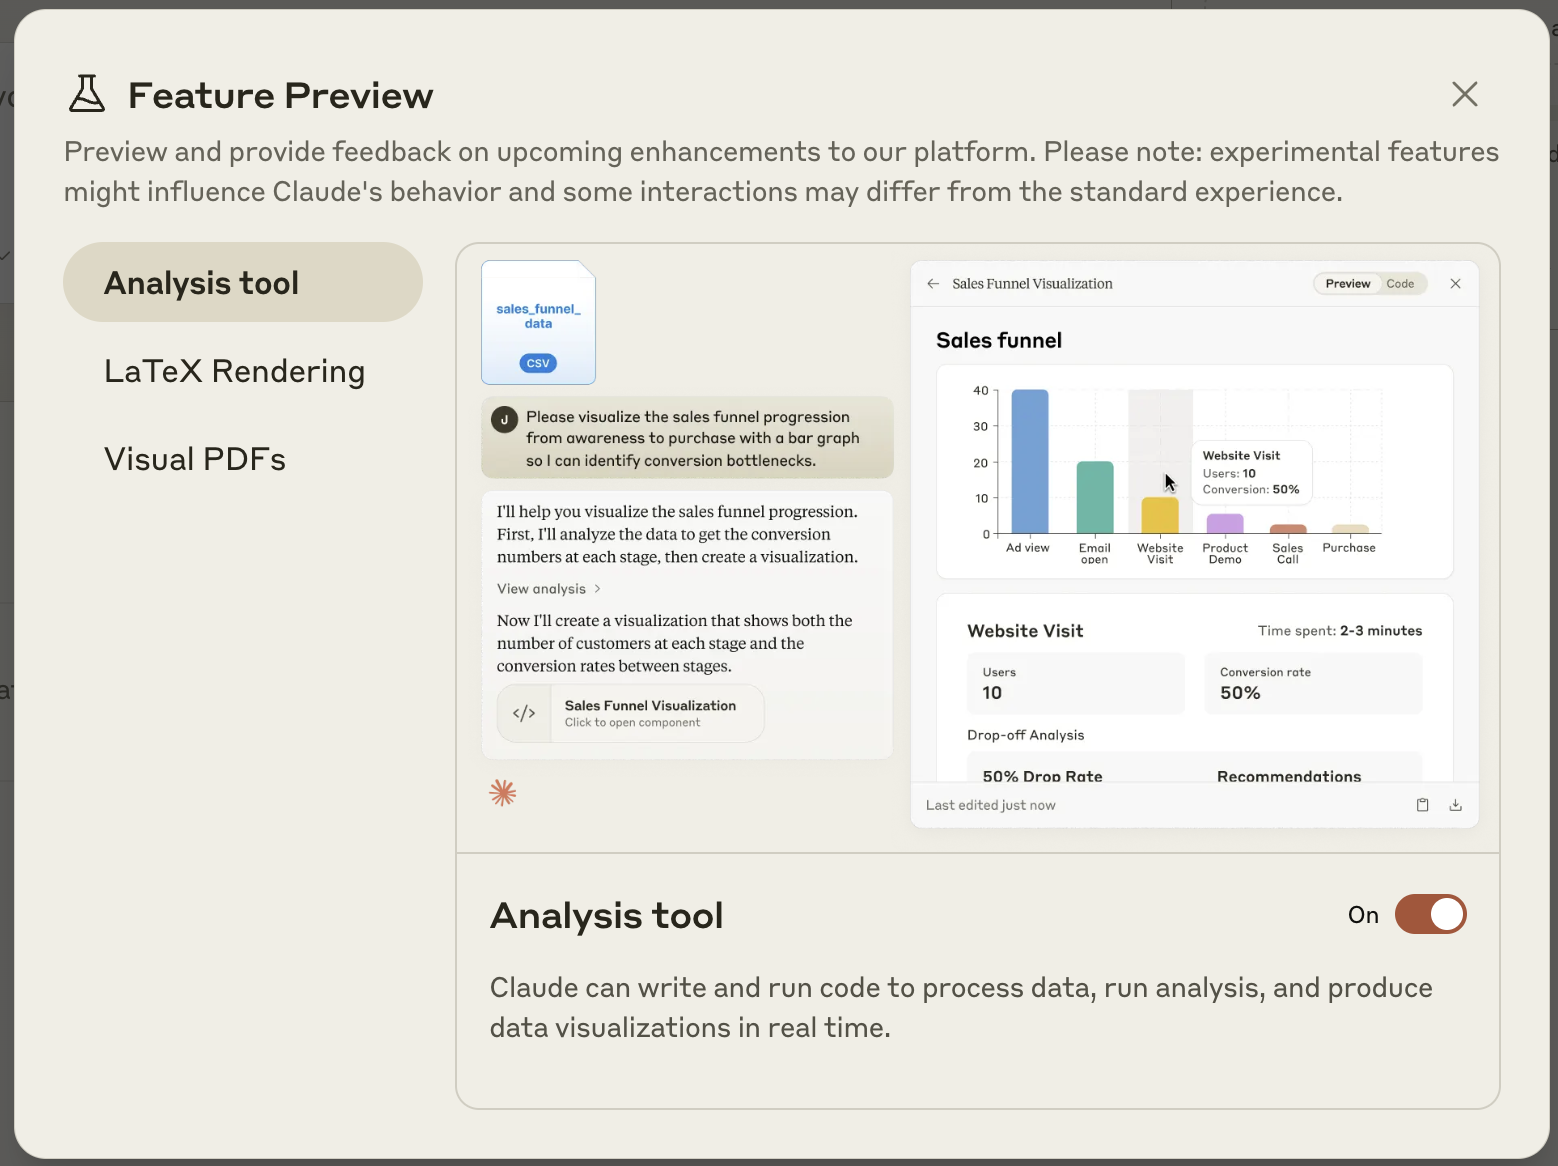 Feature Preview
Preview and provide feedback on upcoming enhancements to our platform. Please note: experimental features
might influence Claude's behavior and some interactions may differ from the standard experience.
Analysis tool
LaTeX Rendering
Visual PDFs
sales_funnel_
data
CSV
J
Please visualize the sales funnel progression
from awareness to purchase with a bar graph
so I can identify conversion bottlenecks.
I'll help you visualize the sales funnel progression.
First, I'll analyze the data to get the conversion
numbers at each stage, then create a visualization.
View analysis >
Now I'll create a visualization that shows both the
number of customers at each stage and the
conversion rates between stages.
</>
Sales Funnel Visualization
Click to open component
Sales Funnel Visualization
Preview Code
Sales funnel
40
30
20
10
0
Website Visit
Users: 10
Conversion: 50%
Ad view
Email
open
Website
Visit
Product
Demo
Sales
Call
Purchase
Website Visit
Time spent: 2-3 minutes
Users
10
Conversion rate
50%
Drop-off Analysis
50% Drop Rate
Recommendations
Last edited just now
Analysis tool
On
Claude can write and run code to process data, run analysis, and produce
data visualizations in real time.